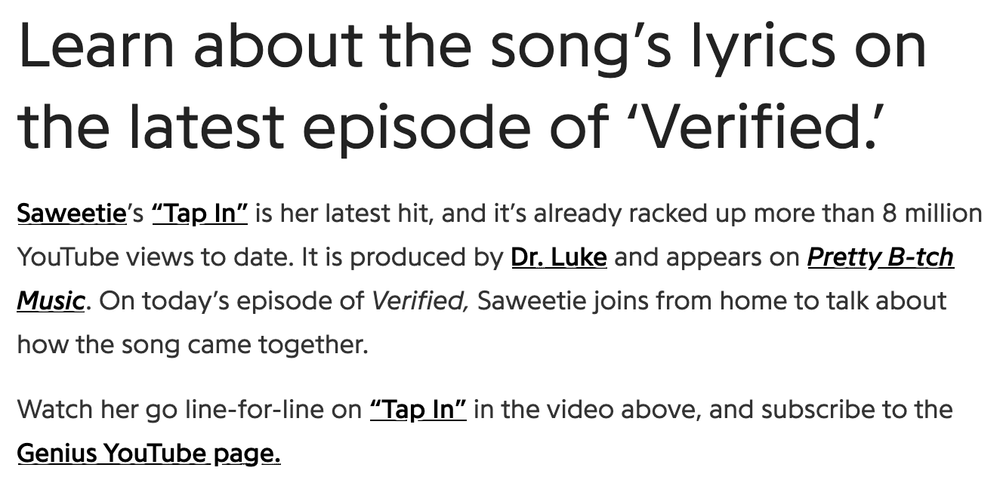 Learn about the song’s lyrics on
the latest episode of ‘Verified.’
Saweetie’s “Tap In” is her latest hit, and it’s already racked up more than 8 million
YouTube views to date. It is produced by Dr. Luke and appears on Pretty B-tch
Music. On today’s episode of Verified, Saweetie joins from home to talk about
how the song came together.
Watch her go line-for-line on “Tap In” in the video above, and subscribe to the
Genius YouTube page.